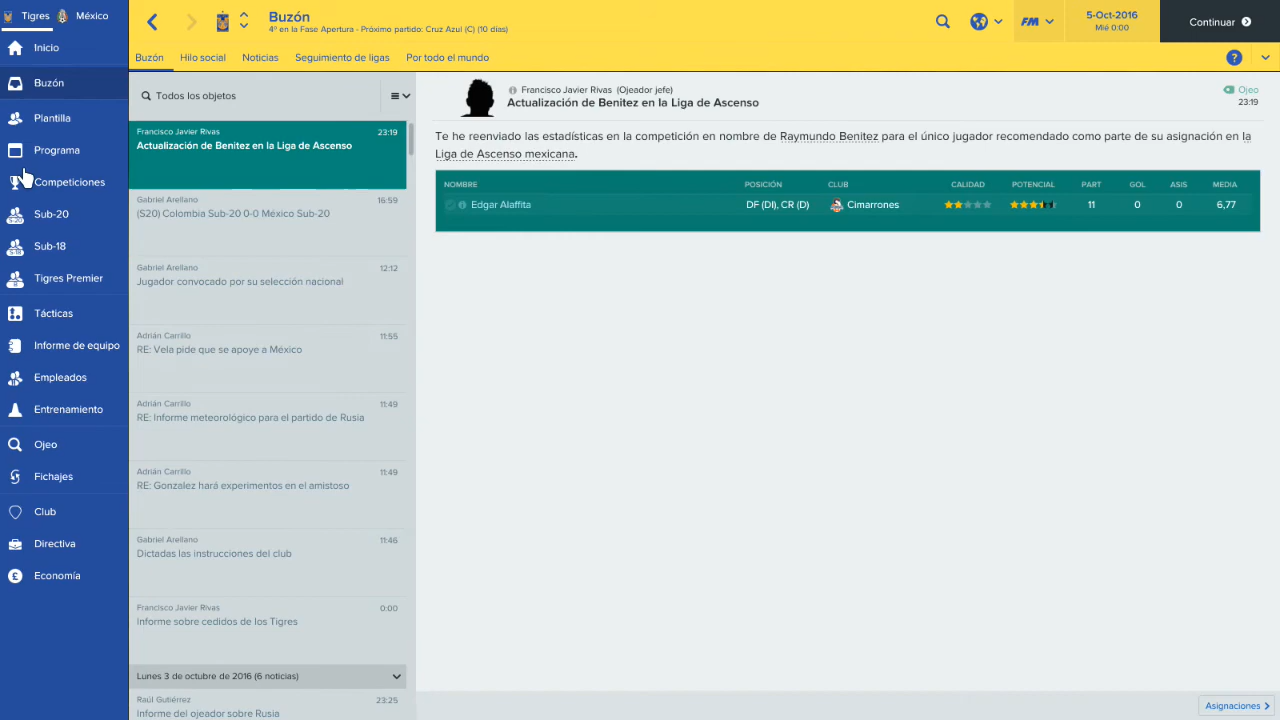 Tigres México
Buzón
4º en la Fase Apertura - Próximo partido: Cruz Azul (C) (10 días)
FM
5-Oct-2016
Mié 0:00
Continuar
Buzón Hilo social Noticias Seguimiento de ligas Por todo el mundo
?
Inicio
Buzón
Plantilla
Programa
Competiciones
Sub-20
Sub-18
Tigres Premier
Tácticas
Informe de equipo
Empleados
Entrenamiento
Ojeo
Fichajes
Club
Directiva
Economía
Todos los objetos
Francisco Javier Rivas 23:19
Actualización de Benitez en la Liga de Ascenso
Gabriel Arellano 16:59
(S20) Colombia Sub-20 0-0 México Sub-20
Gabriel Arellano 12:12
Jugador convocado por su selección nacional
Adrián Carrillo 11:55
RE: Vela pide que se apoye a México
Adrián Carrillo 11:49
RE: Informe meteorológico para el partido de Rusia
Adrián Carrillo 11:49
RE: Gonzalez hará experimentos en el amistoso
Gabriel Arellano 11:46
Dictadas las instrucciones del club
Francisco Javier Rivas 0:00
Informe sobre cedidos de los Tigres
Lunes 3 de octubre de 2016 (6 noticias)
Raúl Gutiérrez 23:25
Informe del ojeador sobre Rusia
Francisco Javier Rivas (Ojeador jefe)
Actualización de Benitez en la Liga de Ascenso
Ojeo
23:19
Te he reenviado las estadísticas en la competición en nombre de Raymundo Benitez para el único jugador recomendado como parte de su asignación en la
Liga de Ascenso mexicana.
NOMBRE POSICIÓN CLUB CALIDAD POTENCIAL PART GOL ASIS MEDIA
Edgar Alaffita DF (DI), CR (D) Cimarrones 11 0 0 6,77
Asignaciones